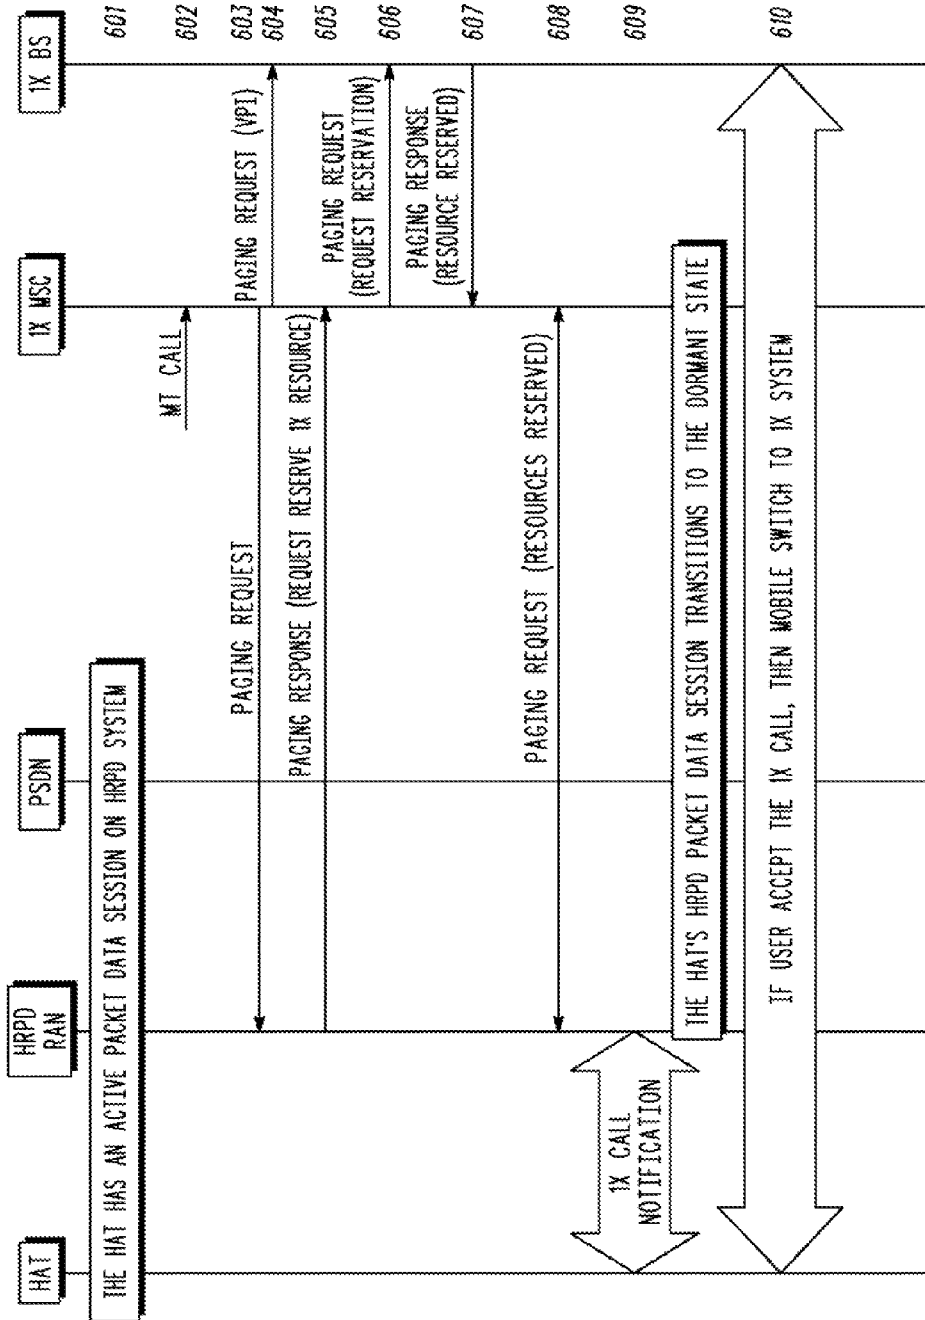 HAT
HRPD
RAN
PSDN
1X MSC
1X BS
THE HAT HAS AN ACTIVE PACKET DATA SESSION ON HRPD SYSTEM
601
MT CALL
602
PAGING REQUEST
603
PAGING REQUEST (VPI)
604
PAGING RESPONSE (REQUEST RESERVE 1X RESOURCE)
605
PAGING REQUEST
(REQUEST RESERVATION)
606
PAGING RESPONSE
(RESOURCE RESERVED)
607
PAGING REQUEST (RESOURCES RESERVED)
608
1X CALL
NOTIFICATION
609
THE HAT'S HRPD PACKET DATA SESSION TRANSITIONS TO THE DORMANT STATE
IF USER ACCEPT THE 1X CALL, THEN MOBILE SWITCH TO 1X SYSTEM
610